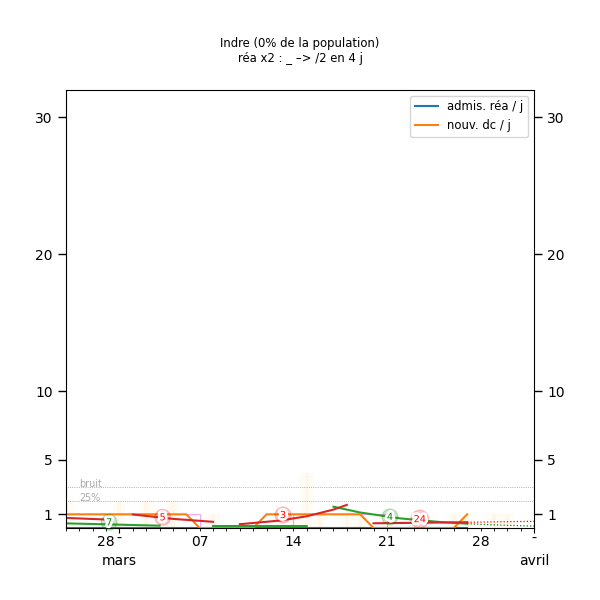 Indre (0% de la population)
réa x2 : _ –> /2 en 4 j
admis. réa / j
nouv. dc / j
30 30
20 20
10 10
5 5
bruit
25%
1 1
7 5 3 4 24
28 07 14 21 28 -
mars avril